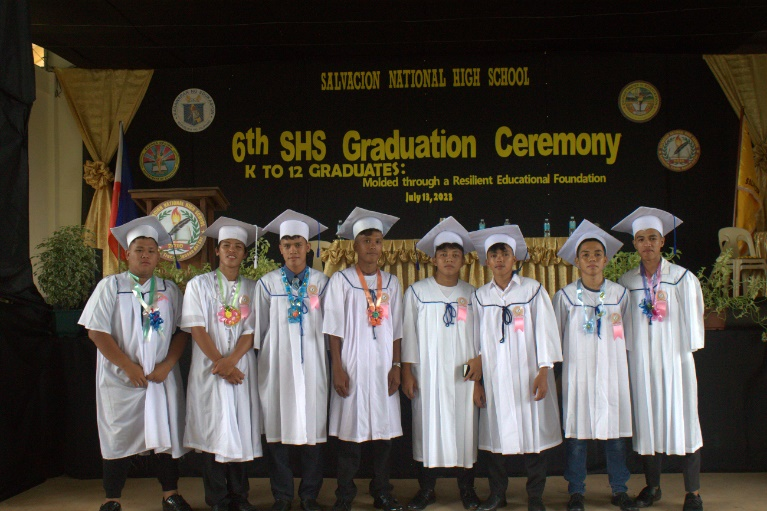 SALVACION NATIONAL HIGH SCHOOL
6th SHS Graduation Ceremony
K TO 12 GRADUATES:
Molded through a Resilient Educational Foundation
July 13, 2023